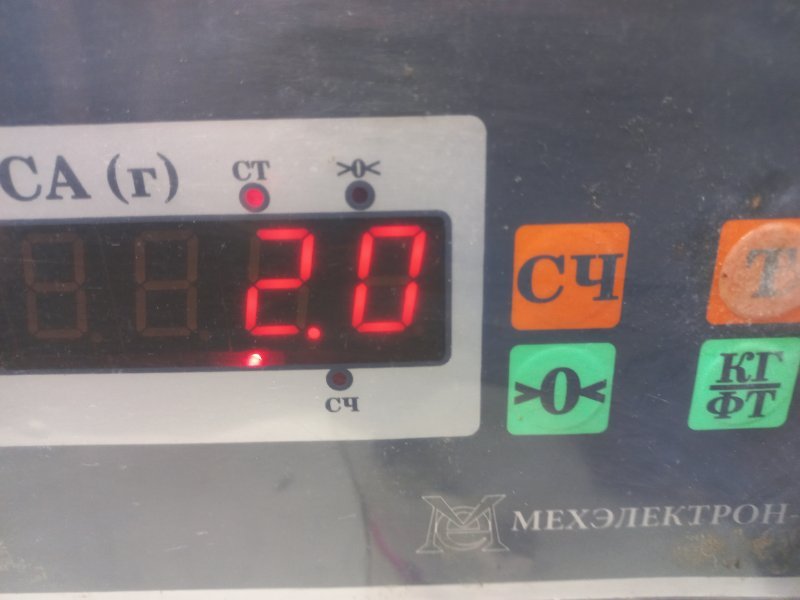 СА (г)
СТ >0<
2.0
СЧ
СЧ Т
>0< КГ
ФТ
МЕХЭЛЕКТРОН-